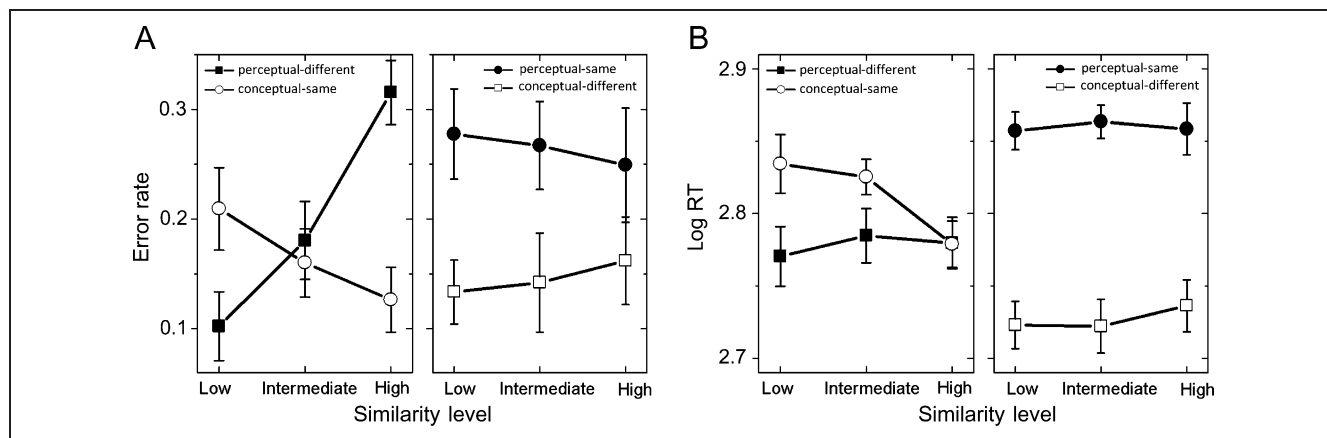 A
B
perceptual-different
conceptual-same
perceptual-same
conceptual-different
perceptual-different
conceptual-same
perceptual-same
conceptual-different
Error rate
0.3
0.2
0.1
Log RT
2.9
2.8
2.7
Low Intermediate High
Low Intermediate High
Low Intermediate High
Low Intermediate High
Similarity level
Similarity level